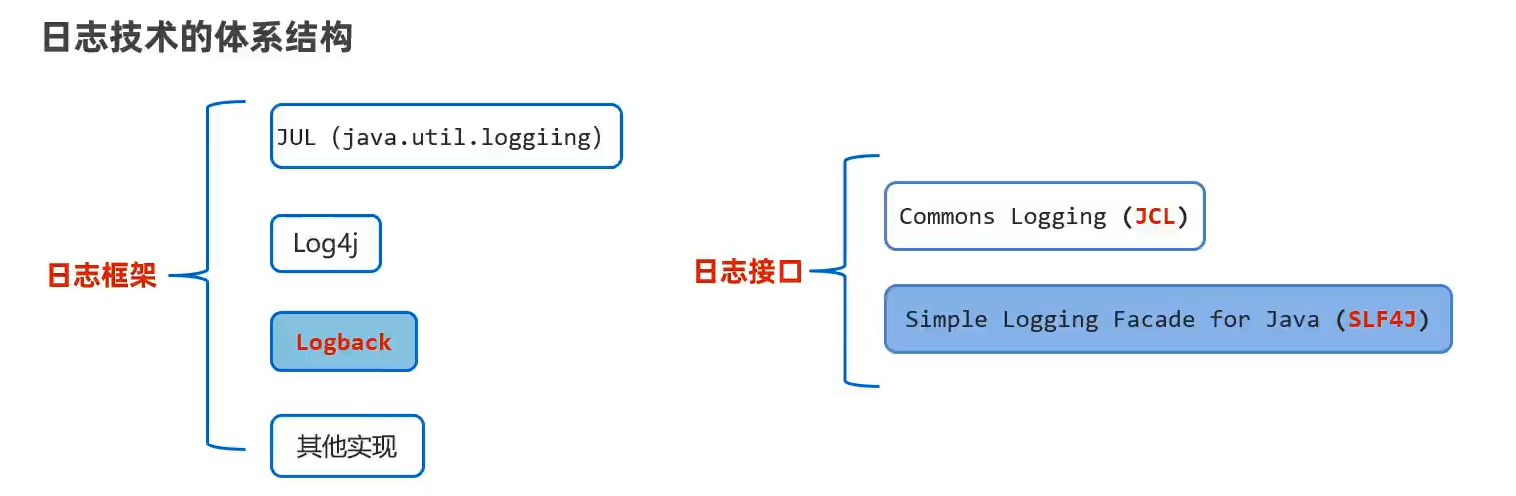 日志技术的体系结构
日志框架
JUL (java.util.loggiing)
Log4j
Logback
其他实现
日志接口
Commons Logging (JCL)
Simple Logging Facade for Java (SLF4J)